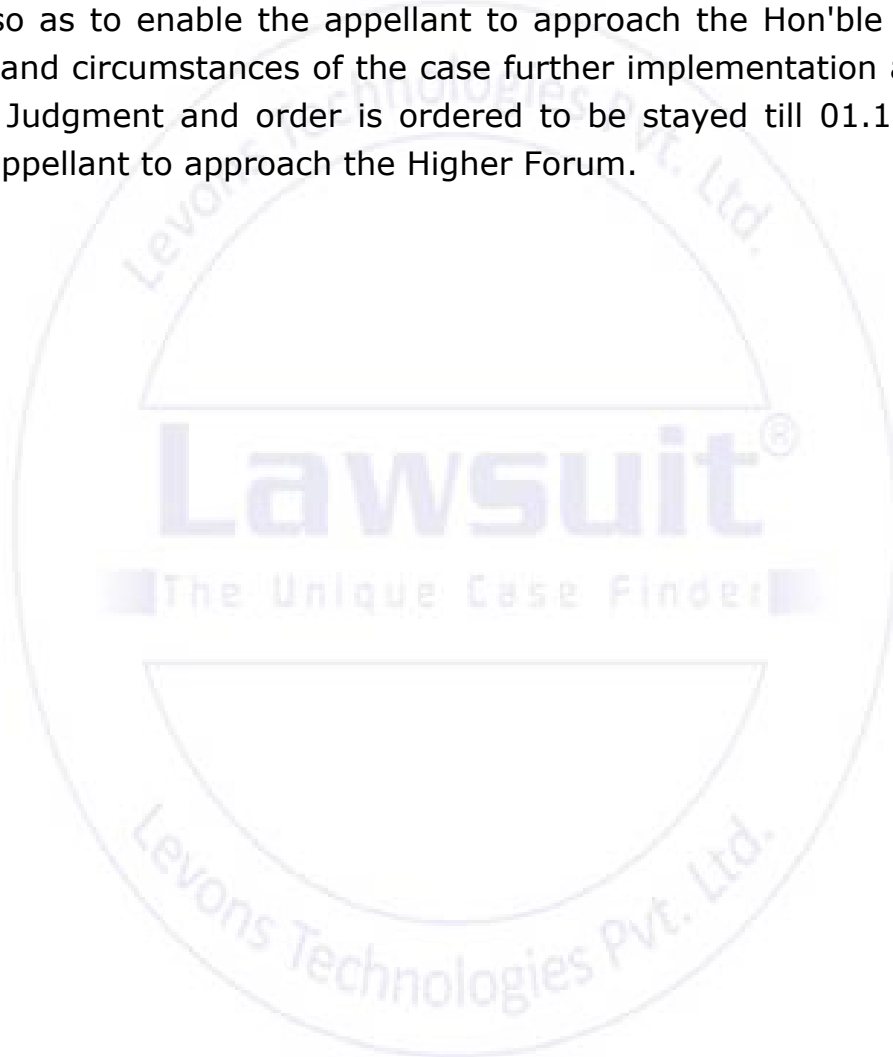 so as to enable the appellant to approach the Hon'ble
and circumstances of the case further implementation
Judgment and order is ordered to be stayed till 01.1
ppellant to approach the Higher Forum.
Levons Technologies Pvt. Ltd.
Lawsuit®
The Unique Case Finder
Levons Technologies Pvt. Ltd.